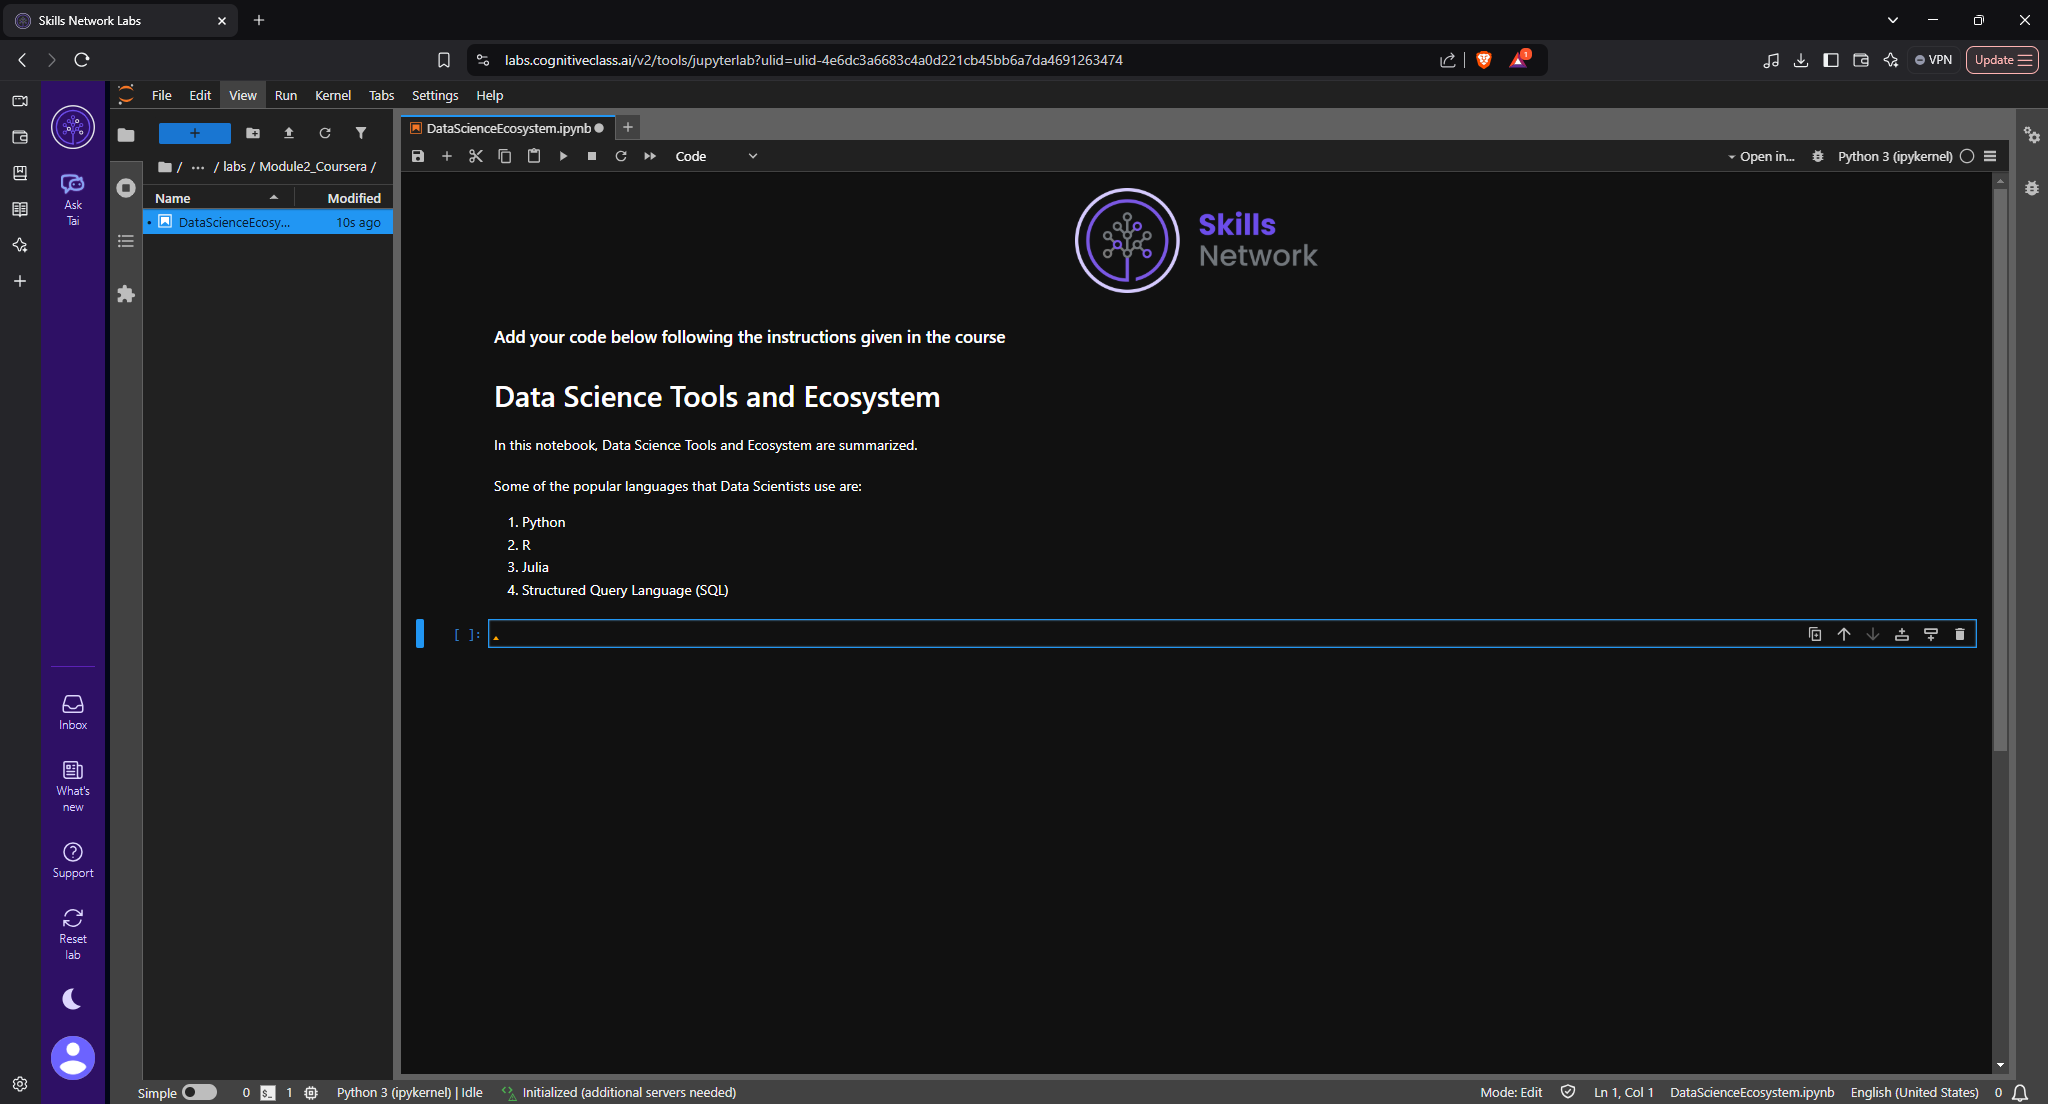 Skills Network Labs
labs.cognitiveclass.ai/v2/tools/jupyterlab?ulid=ulid-4e6dc3a6683c4a0d221cb45bb6a7da4691263474
1
VPN
Update
File Edit View Run Kernel Tabs Settings Help
Ask
Tai
/ ··· / labs / Module2_Coursera /
Name Modified
DataScienceEcosy... 10s ago
DataScienceEcosystem.ipynb
Code
Open in...
Python 3 (ipykernel)
Skills
Network
Add your code below following the instructions given in the course
Data Science Tools and Ecosystem
In this notebook, Data Science Tools and Ecosystem are summarized.
Some of the popular languages that Data Scientists use are:
1. Python
2. R
3. Julia
4. Structured Query Language (SQL)
[ ]:
Inbox
What's
new
Support
Reset
lab
Simple 0 $_ 1 Python 3 (ipykernel) | Idle Initialized (additional servers needed) Mode: Edit Ln 1, Col 1 DataScienceEcosystem.ipynb English (United States) 0